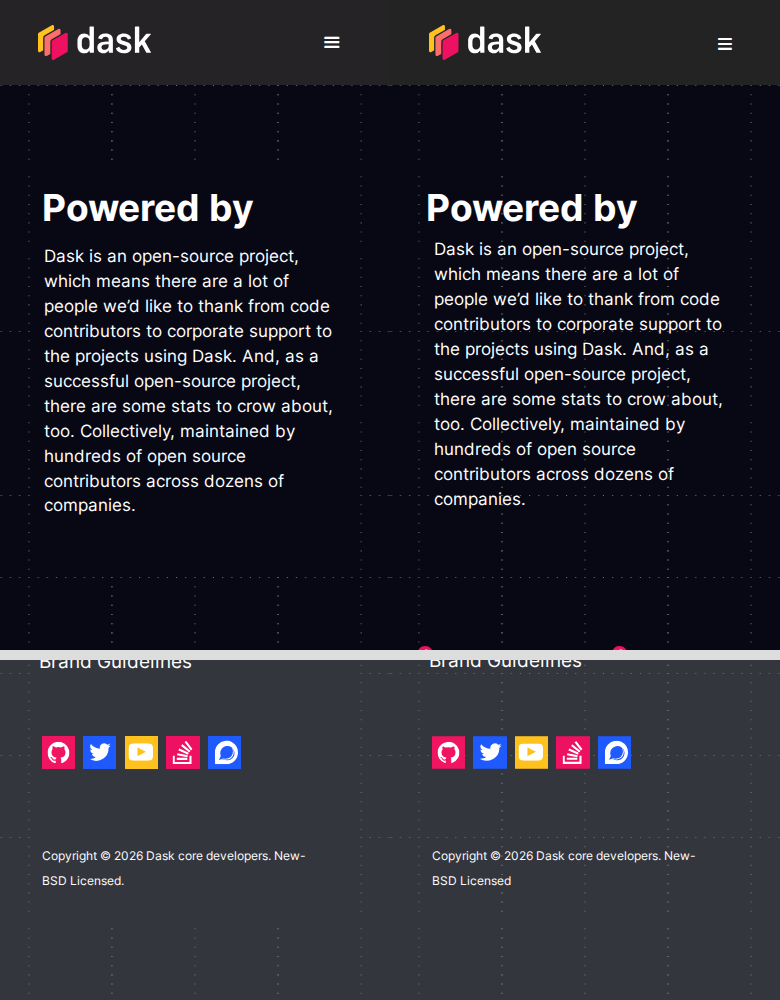 dask
Powered by
Dask is an open-source project,
which means there are a lot of
people we’d like to thank from code
contributors to corporate support to
the projects using Dask. And, as a
successful open-source project,
there are some stats to crow about,
too. Collectively, maintained by
hundreds of open source
contributors across dozens of
companies.
Brand Guidelines
Copyright © 2026 Dask core developers. New-
BSD Licensed.
dask
Powered by
Dask is an open-source project,
which means there are a lot of
people we’d like to thank from code
contributors to corporate support to
the projects using Dask. And, as a
successful open-source project,
there are some stats to crow about,
too. Collectively, maintained by
hundreds of open source
contributors across dozens of
companies.
Brand Guidelines
Copyright © 2026 Dask core developers. New-
BSD Licensed